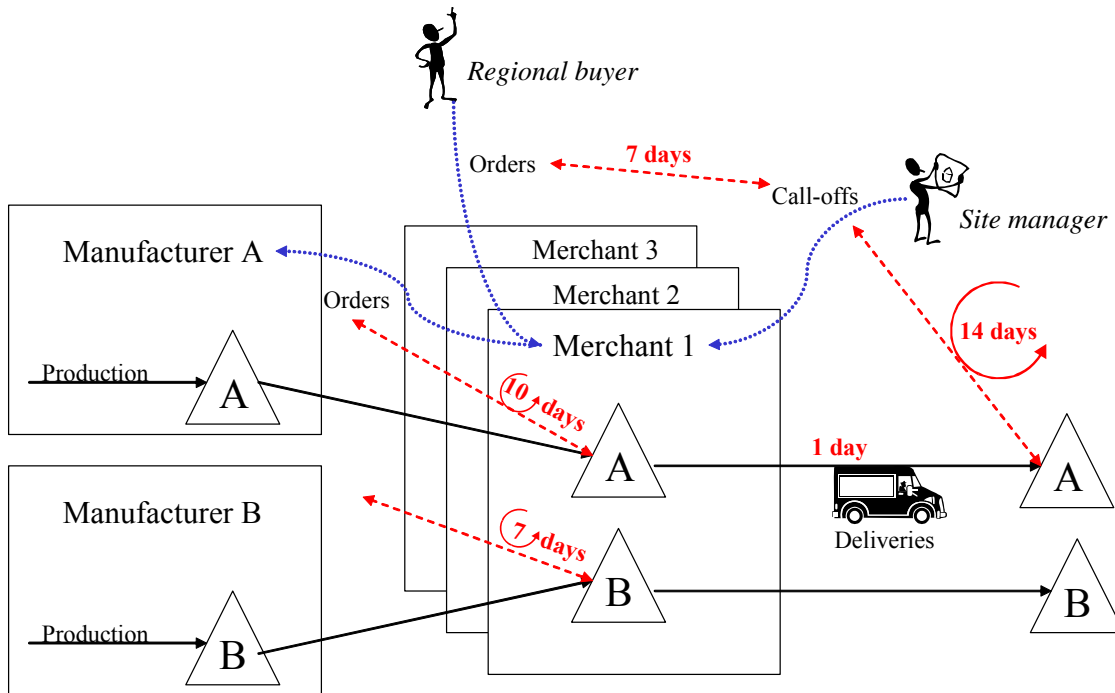 Regional buyer
Orders
7 days
Call-offs
Site manager
Manufacturer A
Merchant 3
Merchant 2
Merchant 1
Orders
14 days
Production
A
10 days
A
1 day
A
Manufacturer B
7 days
Deliveries
B
B
Production
B